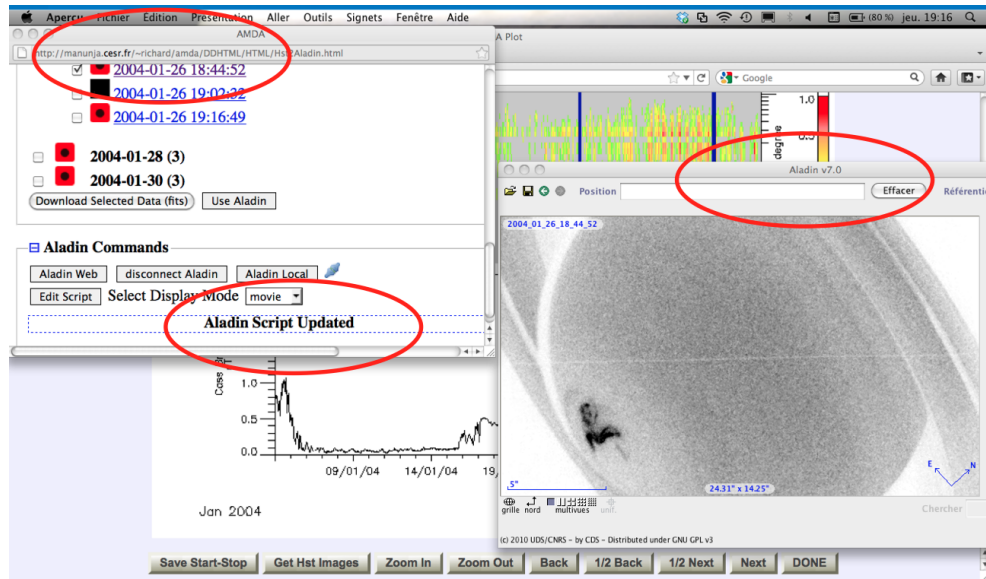 Aperçu Fichier Edition Présentation Aller Outils Signets Fenêtre Aide (80 %) jeu. 19:16
AMDA
http://manunja.cesr.fr/~richard/amda/DDHTML/HTML/Hst2Aladin.html
2004-01-26 18:44:52
2004-01-26 19:02:32
2004-01-26 19:16:49
2004-01-28 (3)
2004-01-30 (3)
Download Selected Data (fits) Use Aladin
Aladin Commands
Aladin Web disconnect Aladin Aladin Local
Edit Script Select Display Mode movie
Aladin Script Updated
A Plot
Google
1.0
0.5
degree
Aladin v7.0
Position Effacer Référenti
2004_01_26_18_44_52
5"
24.31" x 14.25"
E N
grille nord multivues unif.
Chercher
(c) 2010 UDS/CNRS - by CDS - Distributed under GNU GPL v3
Cass
1.0
0.5
0.0
09/01/04 14/01/04 19/
Jan 2004
Save Start-Stop Get Hst Images Zoom In Zoom Out Back 1/2 Back 1/2 Next Next DONE